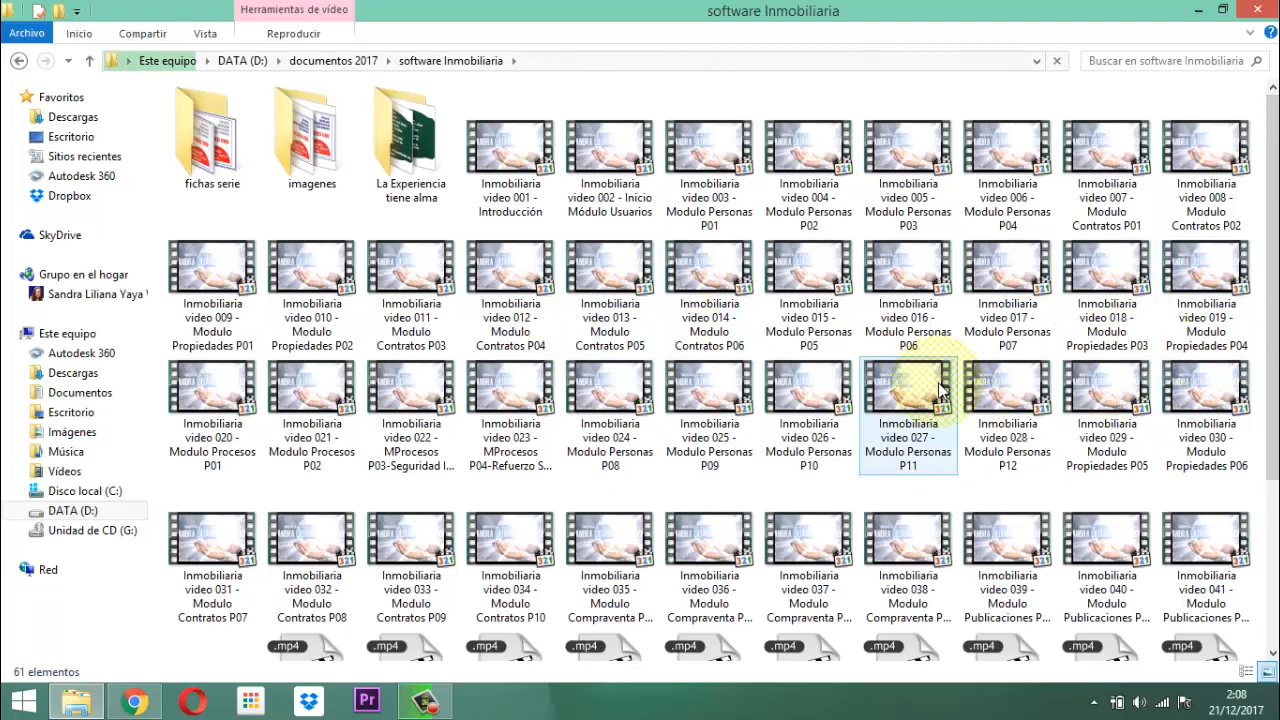 Herramientas de vídeo
software Inmobiliaria
Archivo
Inicio
Compartir
Vista
Reproducir
Este equipo
DATA (D:)
documentos 2017
software Inmobiliaria
Buscar en software Inmobiliaria
Favoritos
Descargas
Escritorio
Sitios recientes
Autodesk 360
Dropbox
SkyDrive
Grupo en el hogar
Sandra Liliana Yaya
Este equipo
Autodesk 360
Descargas
Documentos
Escritorio
Imágenes
Música
Vídeos
Disco local (C:)
DATA (D:)
Unidad de CD (G:)
Red
fichas serie
imagenes
La Experiencia
tiene alma
Inmobiliaria
video 001 -
Introducción
Inmobiliaria
video 002 - Inicio
Módulo Usuarios
Inmobiliaria
video 003 -
Modulo Personas
P01
Inmobiliaria
video 004 -
Modulo Personas
P02
Inmobiliaria
video 005 -
Modulo Personas
P03
Inmobiliaria
video 006 -
Modulo Personas
P04
Inmobiliaria
video 007 -
Modulo
Contratos P01
Inmobiliaria
video 008 -
Modulo
Contratos P02
Inmobiliaria
video 009 -
Modulo
Propiedades P01
Inmobiliaria
video 010 -
Modulo
Propiedades P02
Inmobiliaria
video 011 -
Modulo
Contratos P03
Inmobiliaria
video 012 -
Modulo
Contratos P04
Inmobiliaria
video 013 -
Modulo
Contratos P05
Inmobiliaria
video 014 -
Modulo
Contratos P06
Inmobiliaria
video 015 -
Modulo Personas
P05
Inmobiliaria
video 016 -
Modulo Personas
P06
Inmobiliaria
video 017 -
Modulo Personas
P07
Inmobiliaria
video 018 -
Modulo
Propiedades P03
Inmobiliaria
video 019 -
Modulo
Propiedades P04
Inmobiliaria
video 020 -
Modulo Procesos
P01
Inmobiliaria
video 021 -
Modulo Procesos
P02
Inmobiliaria
video 022 -
MProcesos
P03-Seguridad I...
Inmobiliaria
video 023 -
MProcesos
P04-Refuerzo S...
Inmobiliaria
video 024 -
Modulo Personas
P08
Inmobiliaria
video 025 -
Modulo Personas
P09
Inmobiliaria
video 026 -
Modulo Personas
P10
Inmobiliaria
video 027 -
Modulo Personas
P11
Inmobiliaria
video 028 -
Modulo Personas
P12
Inmobiliaria
video 029 -
Modulo
Propiedades P05
Inmobiliaria
video 030 -
Modulo
Propiedades P06
Inmobiliaria
video 031 -
Modulo
Contratos P07
Inmobiliaria
video 032 -
Modulo
Contratos P08
Inmobiliaria
video 033 -
Modulo
Contratos P09
Inmobiliaria
video 034 -
Modulo
Contratos P10
Inmobiliaria
video 035 -
Modulo
Compraventa P...
Inmobiliaria
video 036 -
Modulo
Compraventa P...
Inmobiliaria
video 037 -
Modulo
Compraventa P...
Inmobiliaria
video 038 -
Modulo
Compraventa P...
Inmobiliaria
video 039 -
Modulo
Publicaciones P...
Inmobiliaria
video 040 -
Modulo
Publicaciones P...
Inmobiliaria
video 041 -
Modulo
Publicaciones P...
.mp4
.mp4
.mp4
.mp4
.mp4
.mp4
.mp4
.mp4
.mp4
.mp4
61 elementos
Pr
2:08
21/12/2017